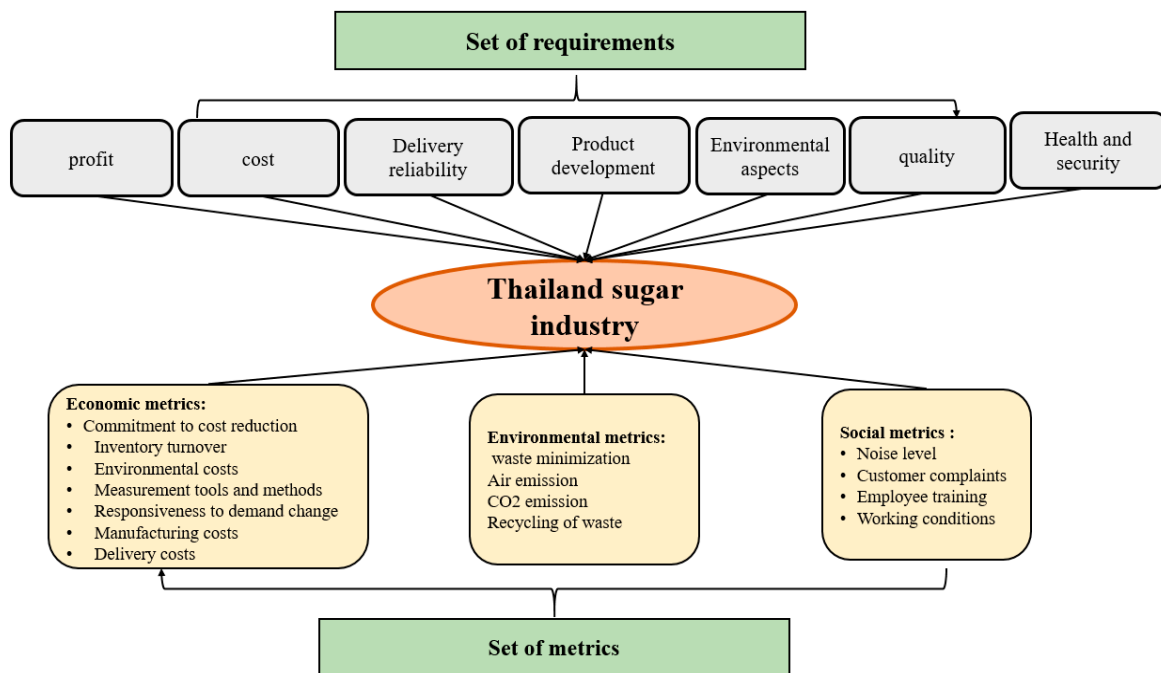 Set of requirements
profit
cost
Delivery
reliability
Product
development
Environmental
aspects
quality
Health and
security
Thailand sugar
industry
Economic metrics:
• Commitment to cost reduction
• Inventory turnover
• Environmental costs
• Measurement tools and methods
• Responsiveness to demand change
• Manufacturing costs
• Delivery costs
Environmental metrics:
waste minimization
Air emission
CO2 emission
Recycling of waste
Social metrics :
• Noise level
• Customer complaints
• Employee training
• Working conditions
Set of metrics